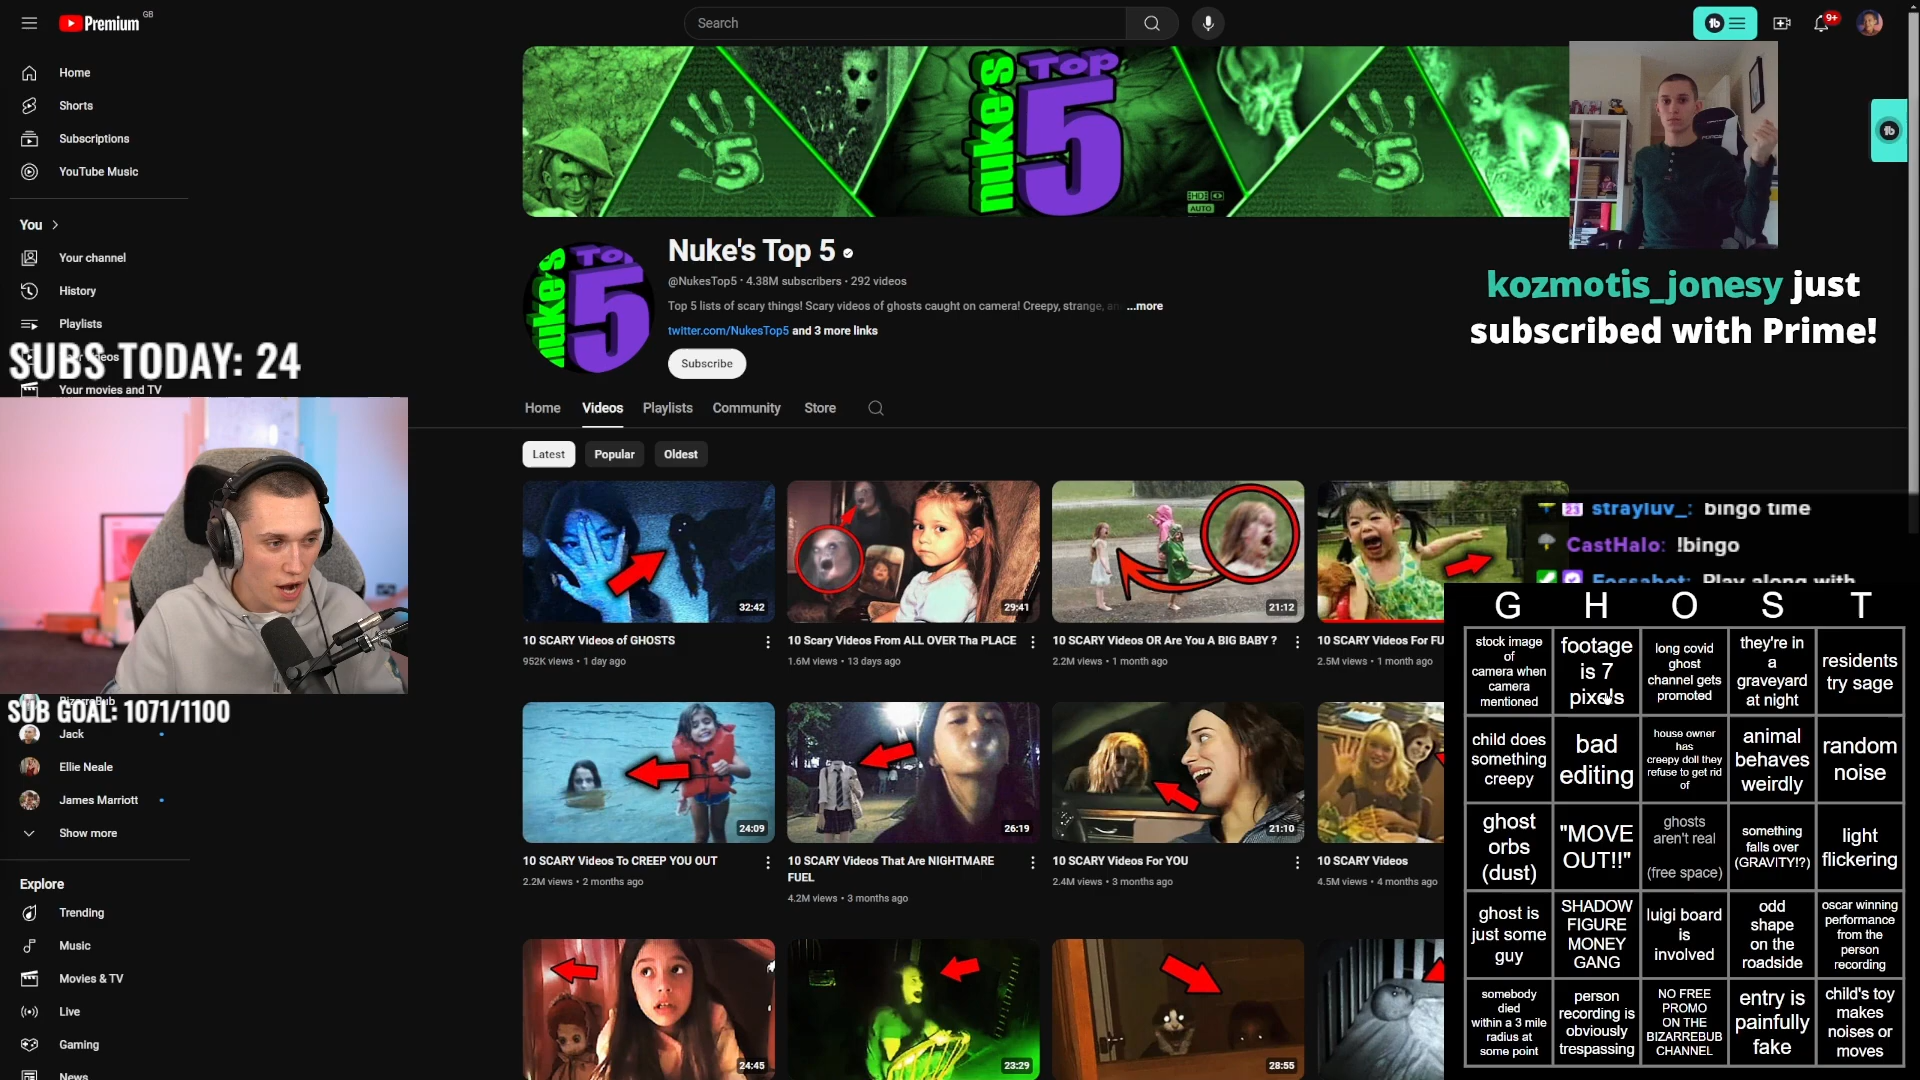 Premium GB
Search
9+
Home
Shorts
Subscriptions
YouTube Music
You
Your channel
History
Playlists
SUBS TODAY: 24
Your movies and TV
SUB GOAL: 1071/1100
Jack
Ellie Neale
James Marriott
Show more
Explore
Trending
Music
Movies & TV
Live
Gaming
News
nuke's
Top
5
5
5
HD
AUTO
nuke's
Top
5
Nuke's Top 5
@NukesTop5 • 4.38M subscribers • 292 videos
Top 5 lists of scary things! Scary videos of ghosts caught on camera! Creepy, strange, an ...more
twitter.com/NukesTop5 and 3 more links
Subscribe
Home Videos Playlists Community Store
Latest Popular Oldest
32:42
10 SCARY Videos of GHOSTS
952K views • 1 day ago
29:41
10 Scary Videos From ALL OVER Tha PLACE
1.6M views • 13 days ago
21:12
10 SCARY Videos OR Are You A BIG BABY ?
2.2M views • 1 month ago
10 SCARY Videos For FU
2.5M views • 1 month ago
24:09
10 SCARY Videos To CREEP YOU OUT
2.2M views • 2 months ago
26:19
10 SCARY Videos That Are NIGHTMARE
FUEL
4.2M views • 3 months ago
21:10
10 SCARY Videos For YOU
2.4M views • 3 months ago
10 SCARY Videos
4.5M views • 4 months ago
24:45
23:29
28:55
kozmotis_jonesy just
subscribed with Prime!
23 strayluv_: bingo time
CastHalo: !bingo
Fossabot: Play along with
G H O S T
stock image
of
camera when
camera
mentioned
footage
is 7
pixels
long covid
ghost
channel gets
promoted
they're in
a
graveyard
at night
residents
try sage
child does
something
creepy
bad
editing
house owner
has
creepy doll they
refuse to get rid
of
animal
behaves
weirdly
random
noise
ghost
orbs
(dust)
"MOVE
OUT!!"
ghosts
aren't real
(free space)
something
falls over
(GRAVITY!?)
light
flickering
ghost is
just some
guy
SHADOW
FIGURE
MONEY
GANG
luigi board
is
involved
odd
shape
on the
roadside
oscar winning
performance
from the
person
recording
somebody
died
within a 3 mile
radius at
some point
person
recording is
obviously
trespassing
NO FREE
PROMO
ON THE
BIZARREBUB
CHANNEL
entry is
painfully
fake
child's toy
makes
noises or
moves